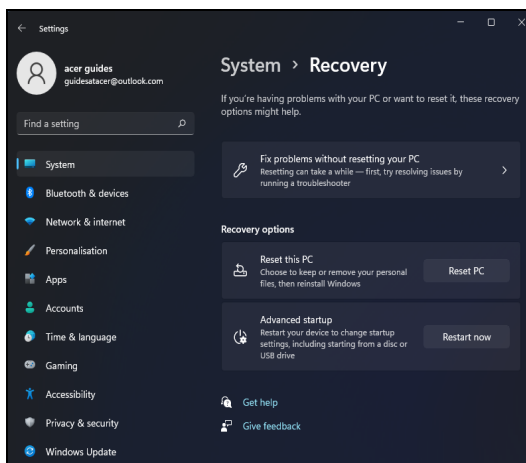 Settings
acer guides
guidesatacer@outlook.com
Find a setting
System
Bluetooth & devices
Network & internet
Personalisation
Apps
Accounts
Time & language
Gaming
Accessibility
Privacy & security
Windows Update
System > Recovery
If you're having problems with your PC or want to reset it, these recovery
options might help.
Fix problems without resetting your PC
Resetting can take a while — first, try resolving issues by
running a troubleshooter
Recovery options
Reset this PC
Choose to keep or remove your personal
files, then reinstall Windows
Reset PC
Advanced startup
Restart your device to change startup
settings, including starting from a disc or
USB drive
Restart now
Get help
Give feedback